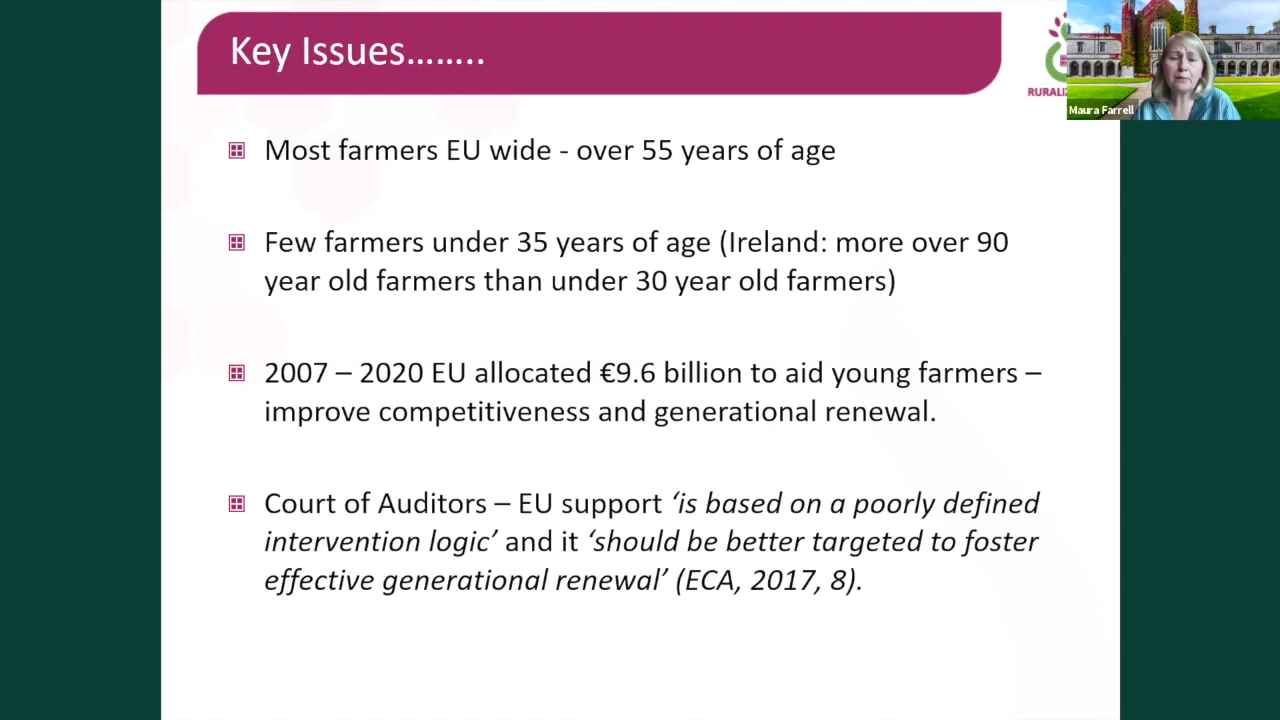 Key Issues……..
RURALIZ
Maura Farrell
Most farmers EU wide - over 55 years of age
Few farmers under 35 years of age (Ireland: more over 90
year old farmers than under 30 year old farmers)
2007 – 2020 EU allocated €9.6 billion to aid young farmers –
improve competitiveness and generational renewal.
Court of Auditors – EU support ‘is based on a poorly defined
intervention logic’ and it ‘should be better targeted to foster
effective generational renewal’ (ECA, 2017, 8).